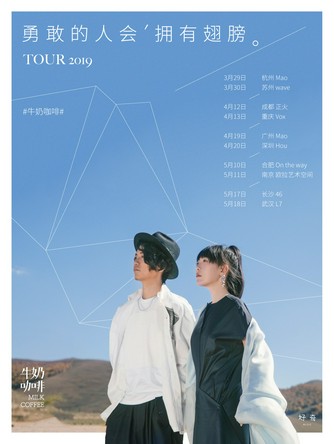 勇敢的人会′拥有翅膀。
TOUR 2019
#牛奶咖啡#
3月29日 杭州 Mao
3月30日 苏州 wave
4月12日 成都 正火
4月13日 重庆 Vox
4月19日 广州 Mao
4月20日 深圳 Hou
5月10日 合肥 On the way
5月11日 南京 欧拉艺术空间
5月17日 长沙 46
5月18日 武汉 L7
牛奶
咖啡
MILK
COFFEE
好奇